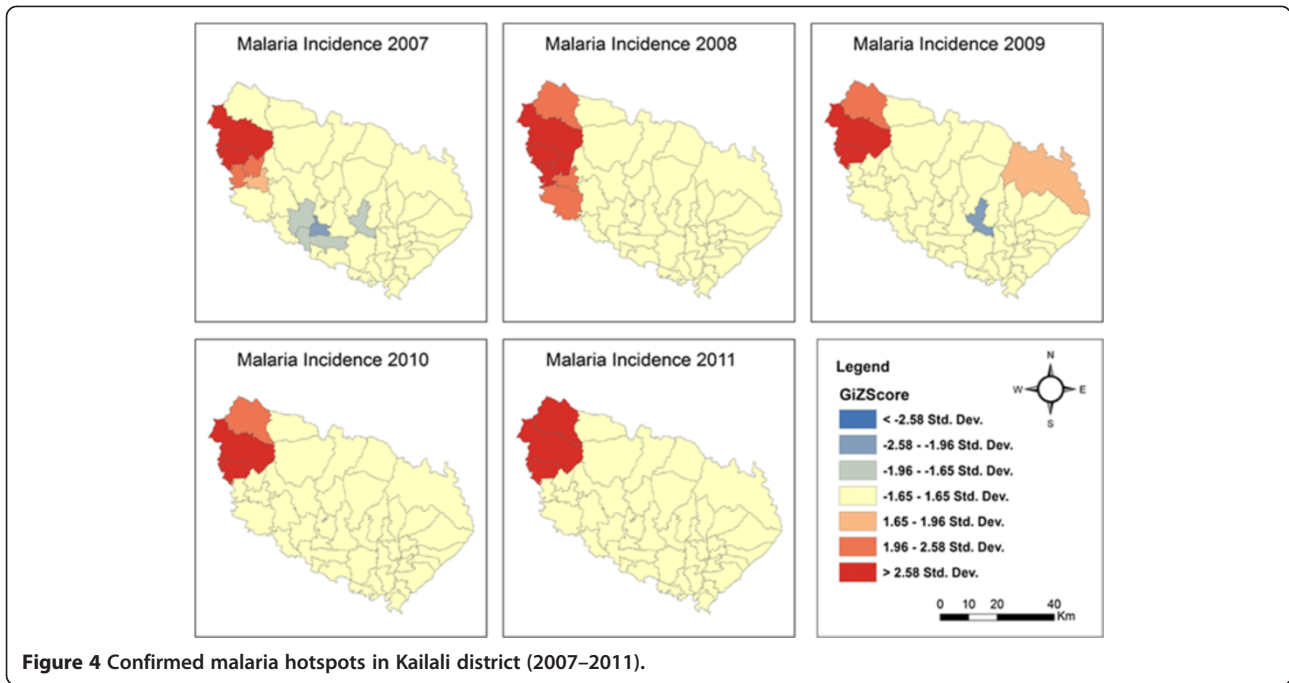 Malaria Incidence 2007
Malaria Incidence 2008
Malaria Incidence 2009
Malaria Incidence 2010
Malaria Incidence 2011
Legend
GiZScore
< -2.58 Std. Dev.
-2.58 - -1.96 Std. Dev.
-1.96 - -1.65 Std. Dev.
-1.65 - 1.65 Std. Dev.
1.65 - 1.96 Std. Dev.
1.96 - 2.58 Std. Dev.
> 2.58 Std. Dev.
N
W E
S
0 10 20 40
Km
Figure 4 Confirmed malaria hotspots in Kailali district (2007–2011).